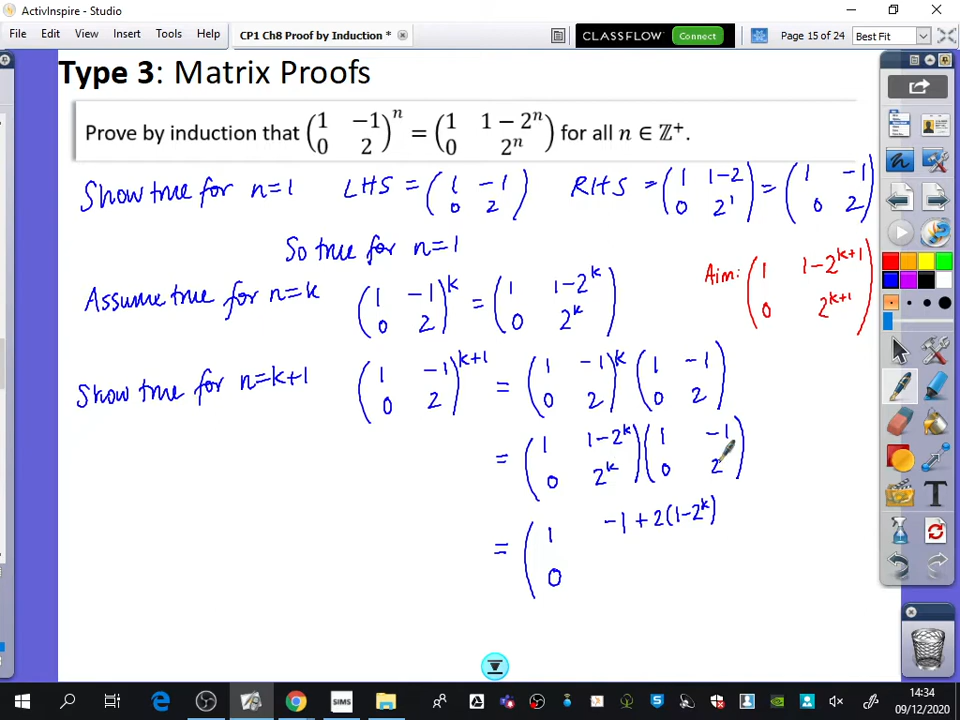 ActivInspire - Studio
File Edit View Insert Tools Help CP1 Ch8 Proof by Induction * CLASSFLOW Connect Page 15 of 24 Best Fit
Type 3: Matrix Proofs
Prove by induction that (1 −1; 0 2)^n = (1 1 − 2^n; 0 2^n) for all n ∈ ℤ⁺.
Show true for n=1 LHS = (1 -1; 0 2) RHS = (1 1-2; 0 2^1) = (1 -1; 0 2)
So true for n=1
Aim: (1 1-2^{k+1}; 0 2^{k+1})
Assume true for n=k (1 -1; 0 2)^k = (1 1-2^k; 0 2^k)
Show true for n=k+1 (1 -1; 0 2)^{k+1} = (1 -1; 0 2)^k (1 -1; 0 2)
= (1 1-2^k; 0 2^k)(1 -1; 0 2)
= (1 -1+2(1-2^k) 0
SIMS
14:34
09/12/2020